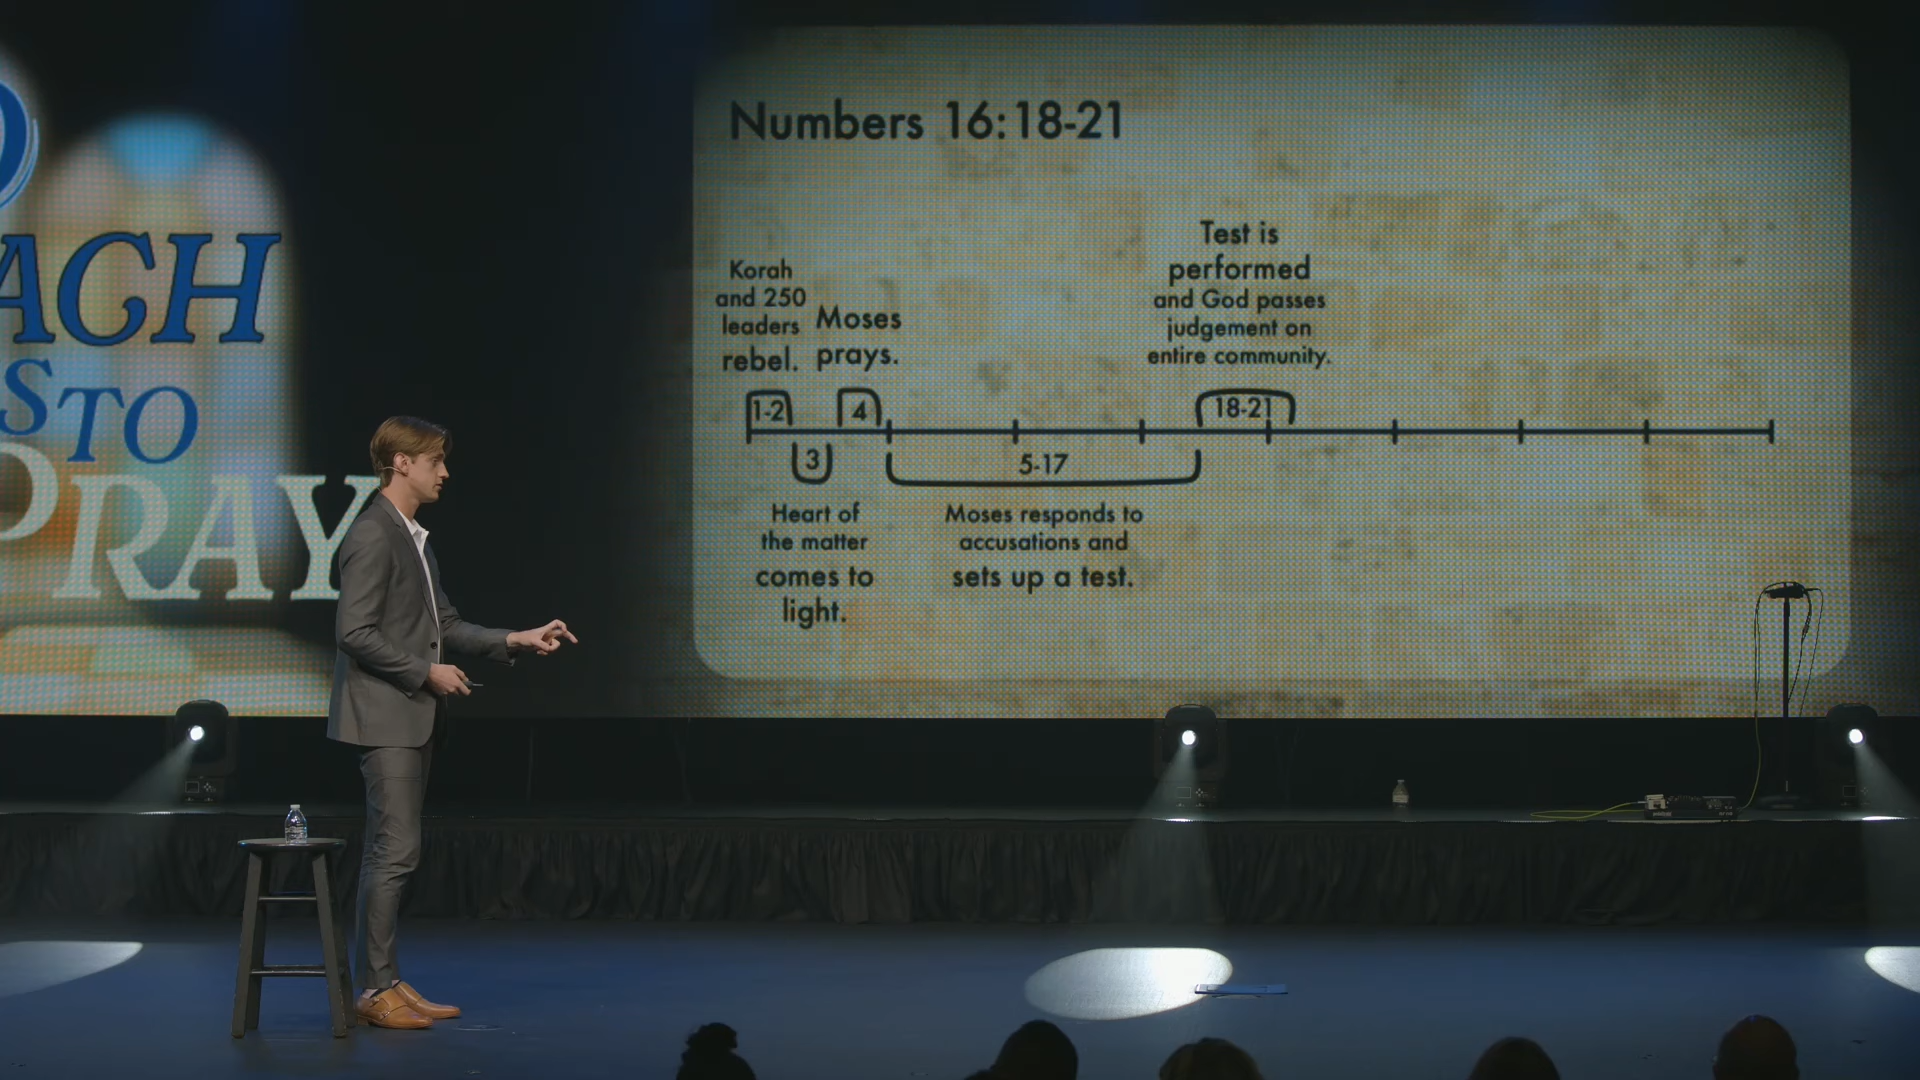 ACH
S TO
PRAY
Numbers 16:18-21
Korah
and 250
leaders
rebel.
Moses
prays.
Test is
performed
and God passes
judgement on
entire community.
1-2
4
18-21
3
5-17
Heart of
the matter
comes to
light.
Moses responds to
accusations and
sets up a test.